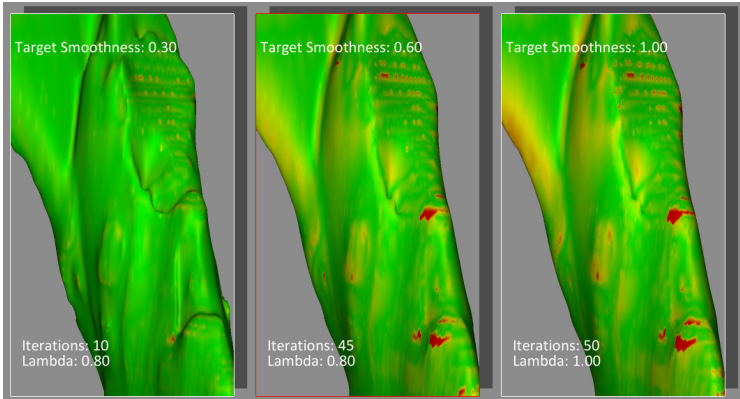 Target Smoothness: 0.30
Iterations: 10
Lambda: 0.80
Target Smoothness: 0,60
Iterations: 45
Lambda: 0.80
Target Smoothness: 1.00
Iterations: 50
Lambda: 1.00